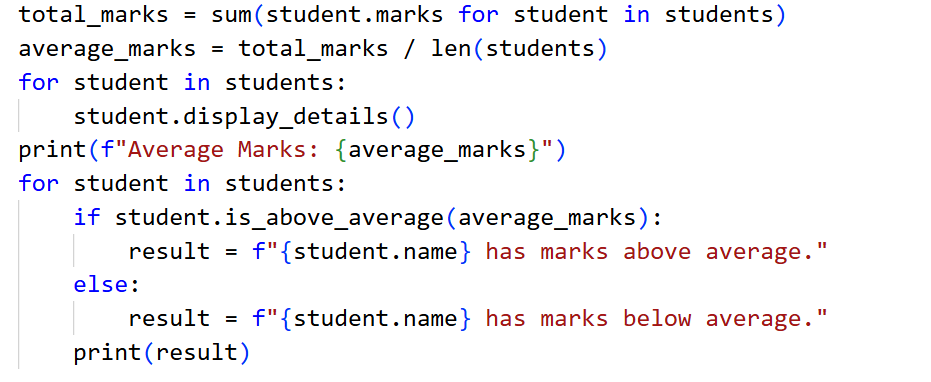 total_marks = sum(student.marks for student in students)
average_marks = total_marks / len(students)
for student in students:
    student.display_details()
print(f"Average Marks: {average_marks}")
for student in students:
    if student.is_above_average(average_marks):
        result = f"{student.name} has marks above average."
    else:
        result = f"{student.name} has marks below average."
    print(result)